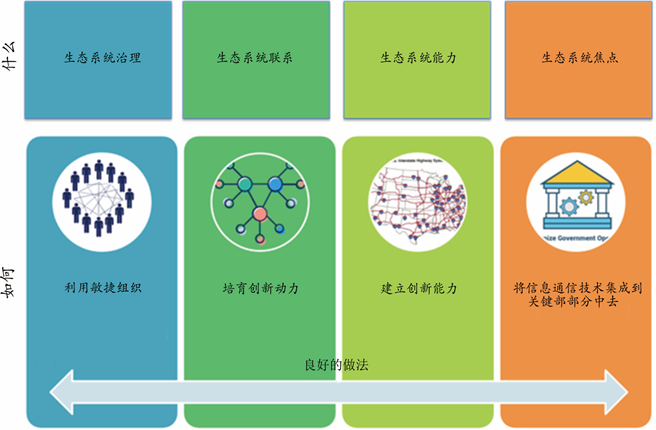 什么
生态系统治理
生态系统联系
生态系统能力
生态系统焦点
如何
Interstate Highway Syste
nize Government Ope
利用敏捷组织
培育创新动力
建立创新能力
将信息通信技术集成到
关键部部分中去
良好的做法